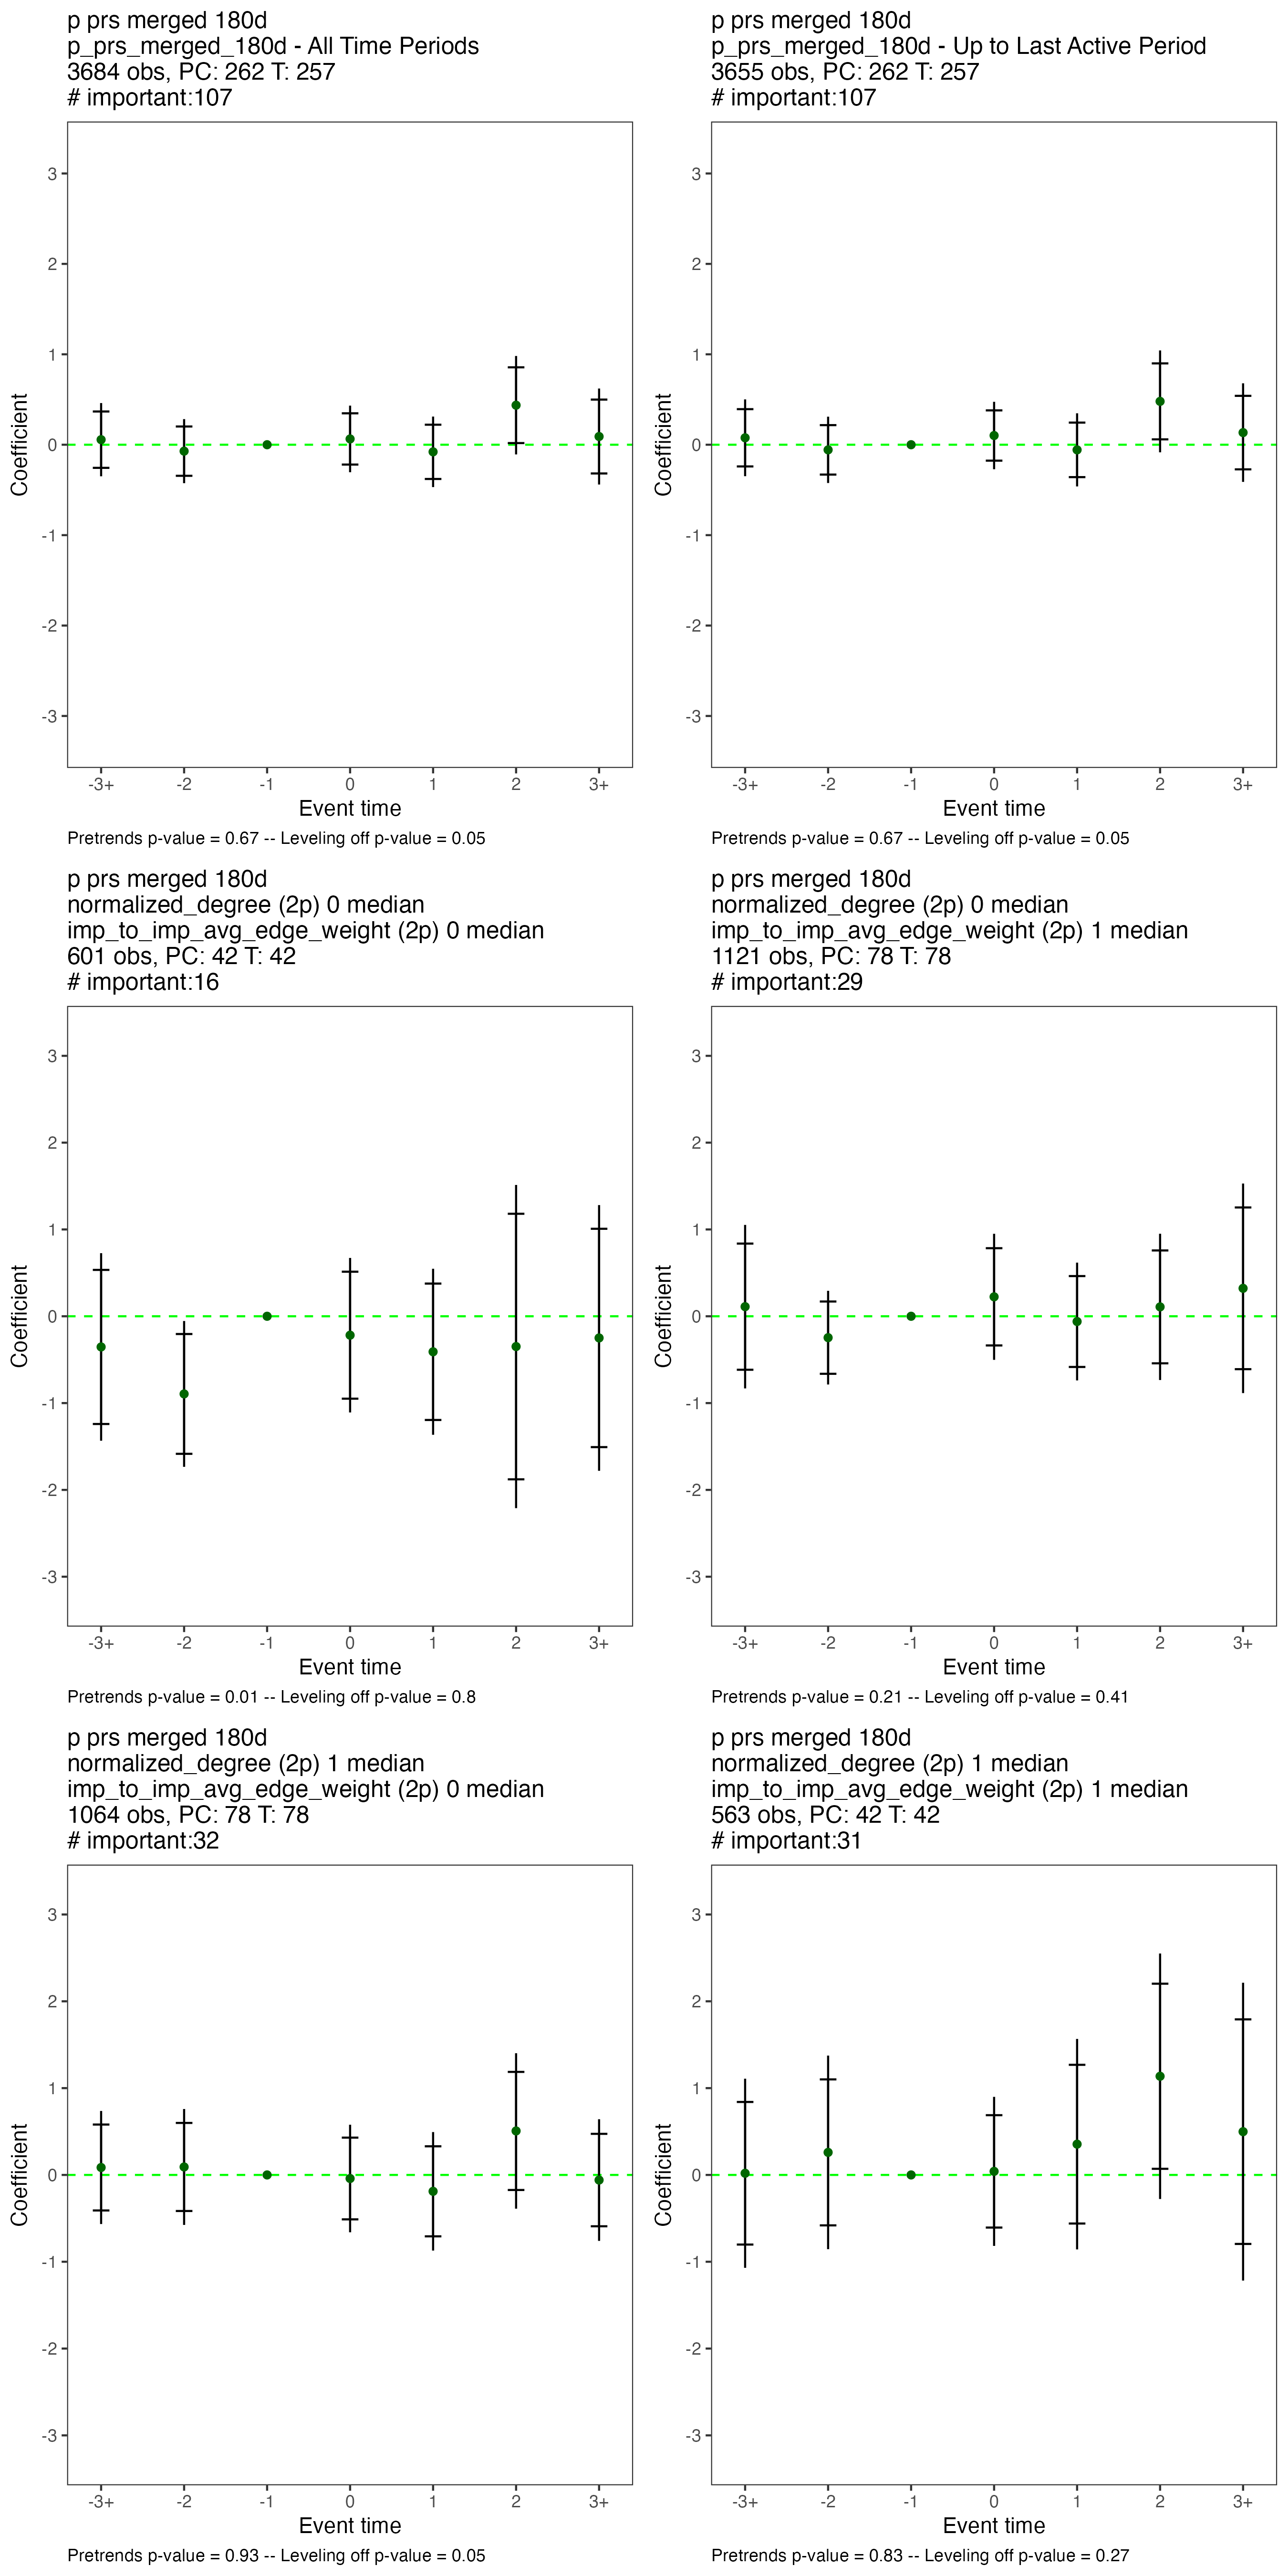 p prs merged 180d
p_prs_merged_180d - All Time Periods
3684 obs, PC: 262 T: 257
# important:107
3
2
1
0
-1
-2
-3
Coefficient
-3+ -2 -1 0 1 2 3+
Event time
Pretrends p-value = 0.67 -- Leveling off p-value = 0.05
p prs merged 180d
p_prs_merged_180d - Up to Last Active Period
3655 obs, PC: 262 T: 257
# important:107
3
2
1
0
-1
-2
-3
Coefficient
-3+ -2 -1 0 1 2 3+
Event time
Pretrends p-value = 0.67 -- Leveling off p-value = 0.05
p prs merged 180d
normalized_degree (2p) 0 median
imp_to_imp_avg_edge_weight (2p) 0 median
601 obs, PC: 42 T: 42
# important:16
3
2
1
0
-1
-2
-3
Coefficient
-3+ -2 -1 0 1 2 3+
Event time
Pretrends p-value = 0.01 -- Leveling off p-value = 0.8
p prs merged 180d
normalized_degree (2p) 0 median
imp_to_imp_avg_edge_weight (2p) 1 median
1121 obs, PC: 78 T: 78
# important:29
3
2
1
0
-1
-2
-3
Coefficient
-3+ -2 -1 0 1 2 3+
Event time
Pretrends p-value = 0.21 -- Leveling off p-value = 0.41
p prs merged 180d
normalized_degree (2p) 1 median
imp_to_imp_avg_edge_weight (2p) 0 median
1064 obs, PC: 78 T: 78
# important:32
3
2
1
0
-1
-2
-3
Coefficient
-3+ -2 -1 0 1 2 3+
Event time
Pretrends p-value = 0.93 -- Leveling off p-value = 0.05
p prs merged 180d
normalized_degree (2p) 1 median
imp_to_imp_avg_edge_weight (2p) 1 median
563 obs, PC: 42 T: 42
# important:31
3
2
1
0
-1
-2
-3
Coefficient
-3+ -2 -1 0 1 2 3+
Event time
Pretrends p-value = 0.83 -- Leveling off p-value = 0.27